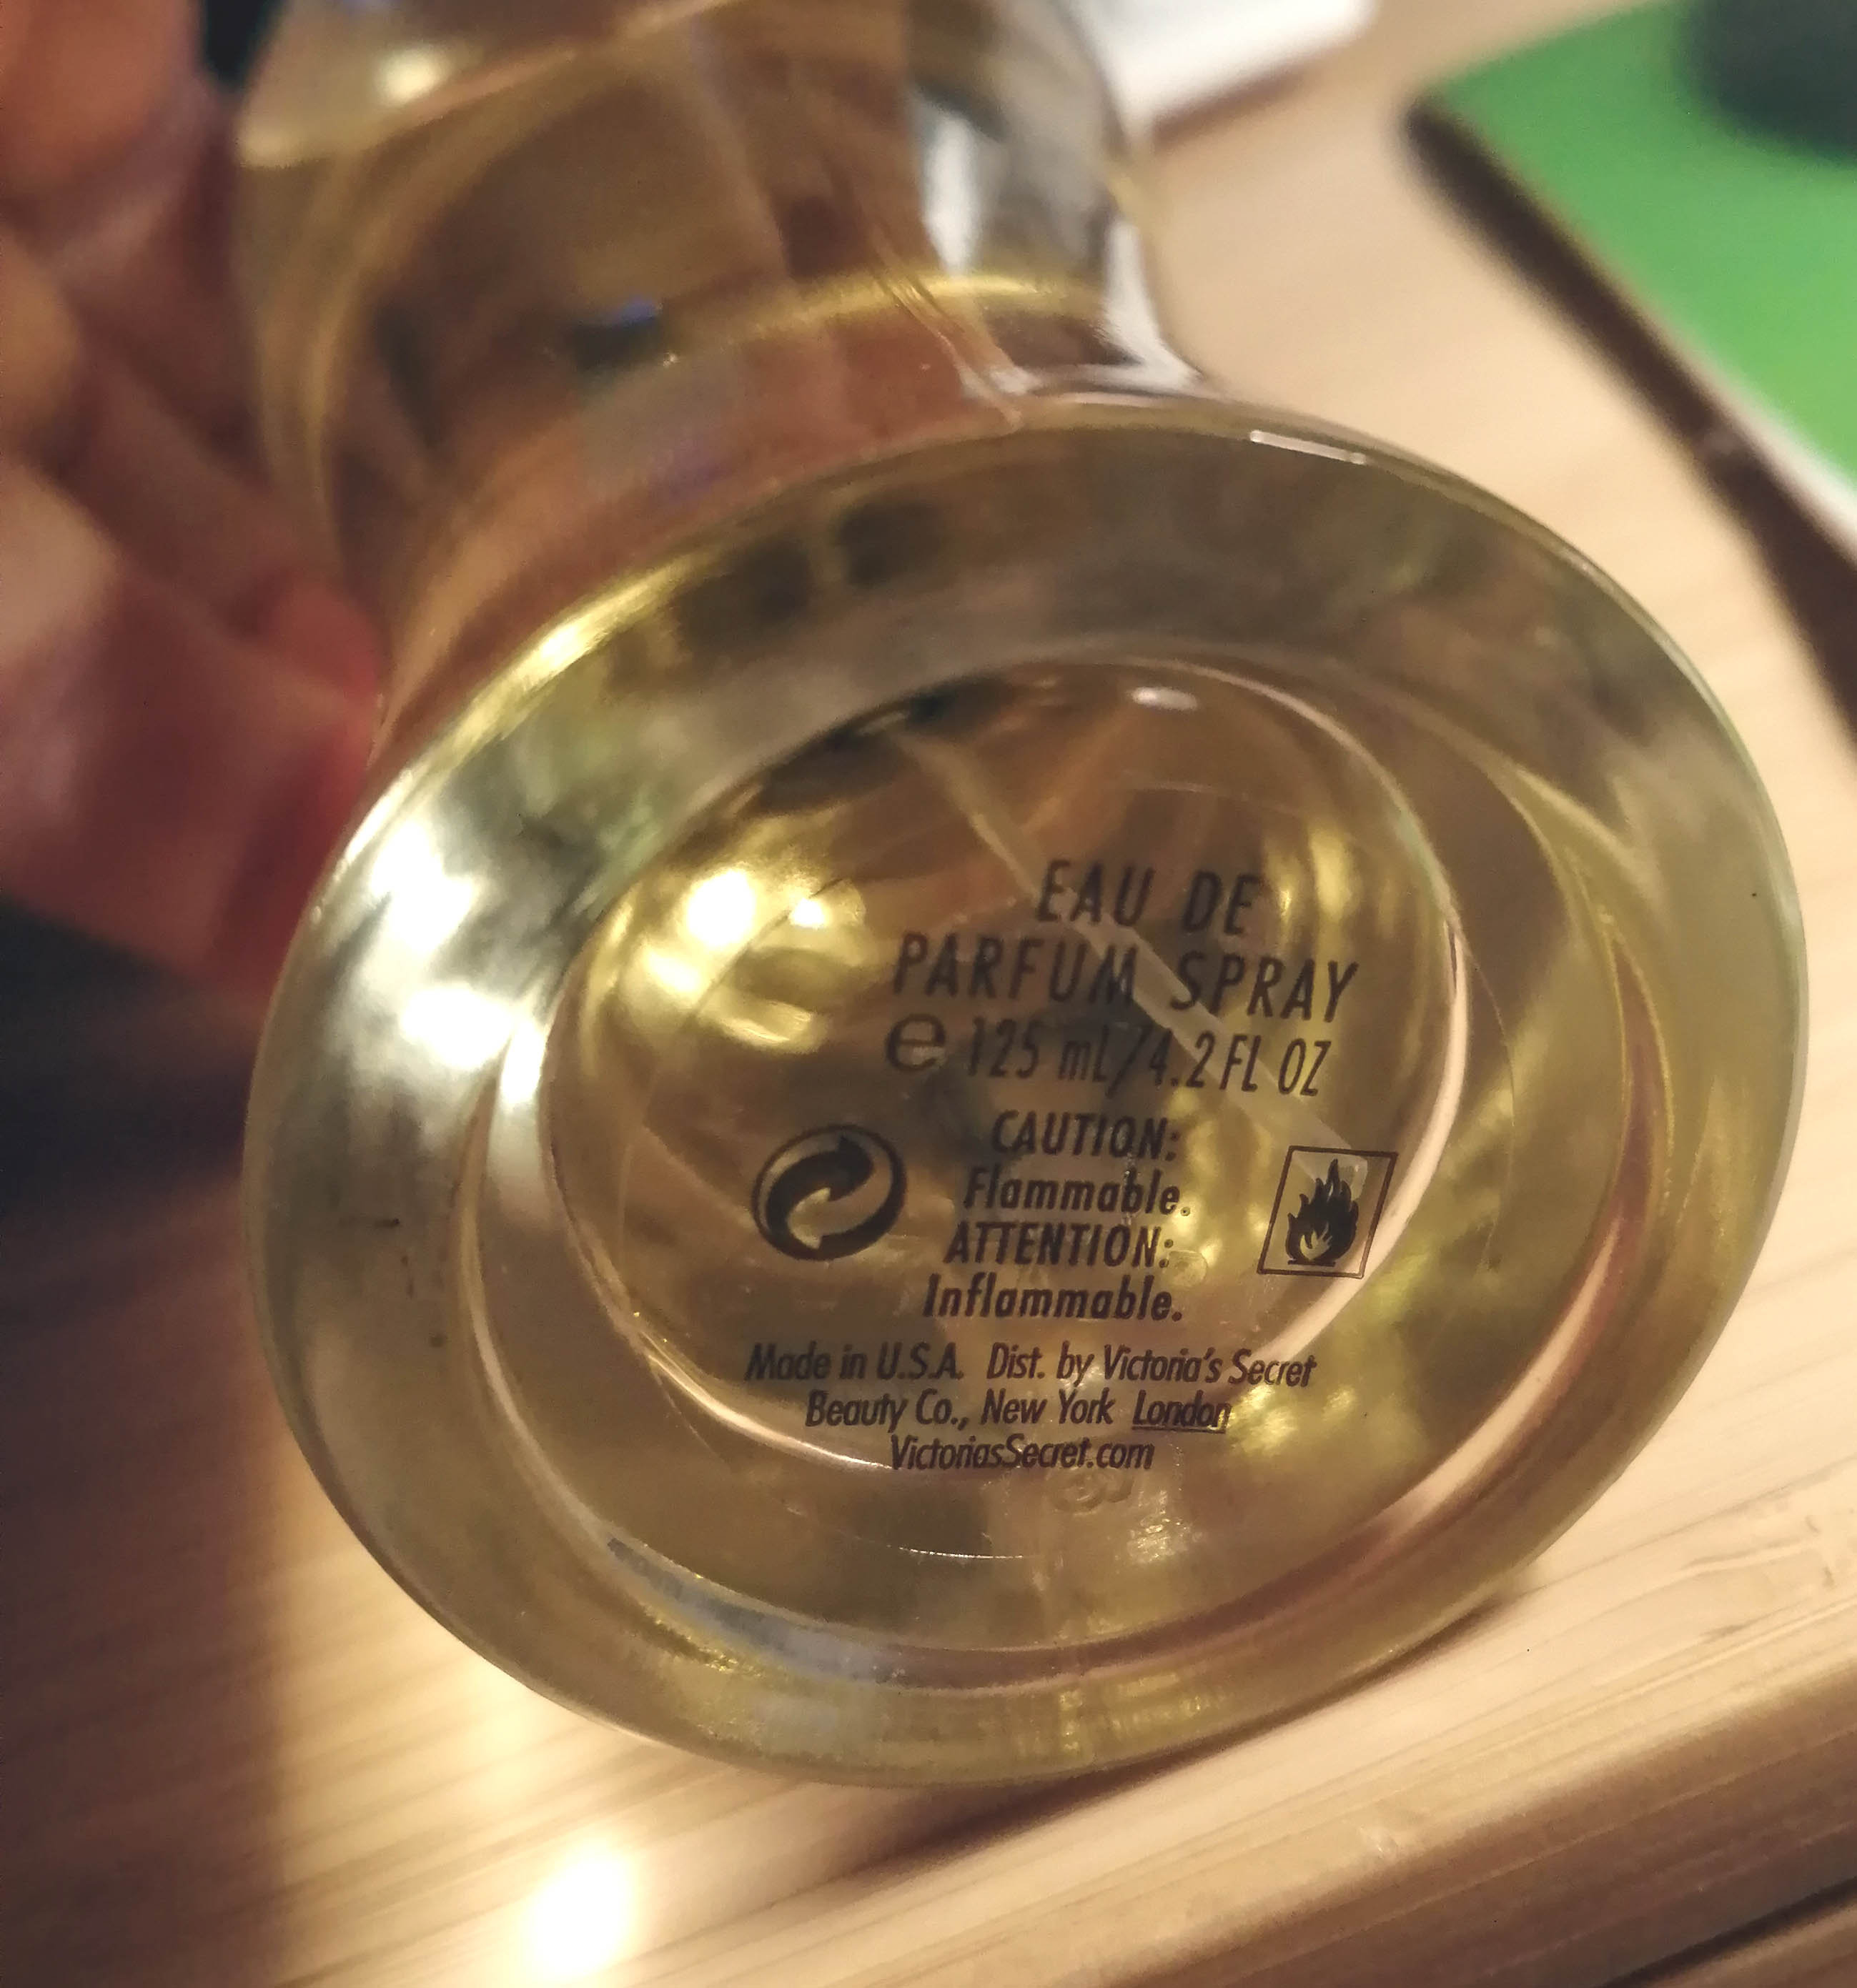 EAU DE
PARFUM SPRAY
e 125 mL/4.2 FL OZ
CAUTION:
Flammable.
ATTENTION:
Inflammable.
Made in U.S.A. Dist. by Victoria's Secret
Beauty Co., New York London
VictoriasSecret.com